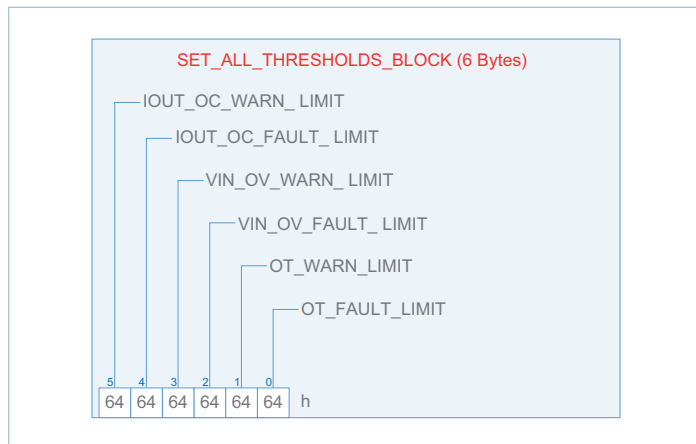 SET_ALL_THRESHOLDS_BLOCK (6 Bytes)
IOUT_OC_WARN_ LIMIT
IOUT_OC_FAULT_ LIMIT
VIN_OV_WARN_ LIMIT
VIN_OV_FAULT_ LIMIT
OT_WARN_LIMIT
OT_FAULT_LIMIT
5 4 3 2 1 0
64 64 64 64 64 64 h